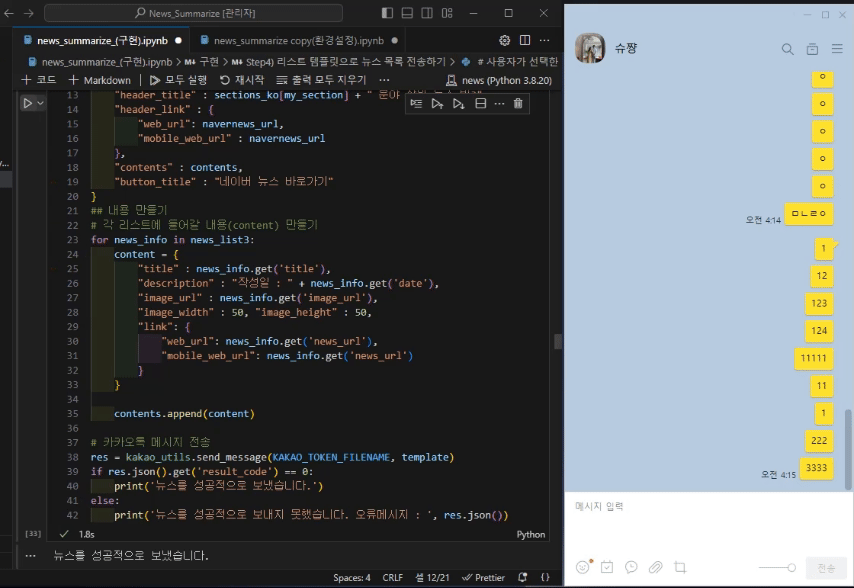 News_Summarize [관리자]
news_summarize_(구현).ipynb
news_summarize copy(환경설정).ipynb
news_summarize_(구현).ipynb > M↓ 구현 > M↓ Step4) 리스트 템플릿으로 뉴스 목록 전송하기 > # 사용자가 선택한
+ 코드 + Markdown 모두 실행 재시작 출력 모두 지우기 ... news (Python 3.8.20)
13 "header_title" : sections_ko[my_section] + "
14 "header_link" : {
15 "web_url": navernews_url,
16 "mobile_web_url" : navernews_url
17 },
18 "contents" : contents,
19 "button_title" : "네이버 뉴스 바로가기"
20 }
21 ## 내용 만들기
22 # 각 리스트에 들어갈 내용(content) 만들기
23 for news_info in news_list3:
24 content = {
25 "title" : news_info.get('title'),
26 "description" : "작성일 : " + news_info.get('date'),
27 "image_url" : news_info.get('image_url'),
28 "image_width" : 50, "image_height" : 50,
29 "link": {
30 "web_url": news_info.get('news_url'),
31 "mobile_web_url": news_info.get('news_url')
32 }
33 }
34
35 contents.append(content)
36
37 # 카카오톡 메시지 전송
38 res = kakao_utils.send_message(KAKAO_TOKEN_FILENAME, template)
39 if res.json().get('result_code') == 0:
40 print('뉴스를 성공적으로 보냈습니다.')
41 else:
42 print('뉴스를 성공적으로 보내지 못했습니다. 오류메시지 : ', res.json())
[33] ✓ 1.8s
Python
... 뉴스를 성공적으로 보냈습니다.
Spaces: 4 CRLF 셀 12/21 Prettier {}
슈짱
ㅇ
ㅇ
ㅇ
ㅇ
ㅇ
오전 4:14 ㅁㄴㄹㅇ
1
12
123
124
11111
11
1
222
오전 4:15 3333
메시지 입력
전송